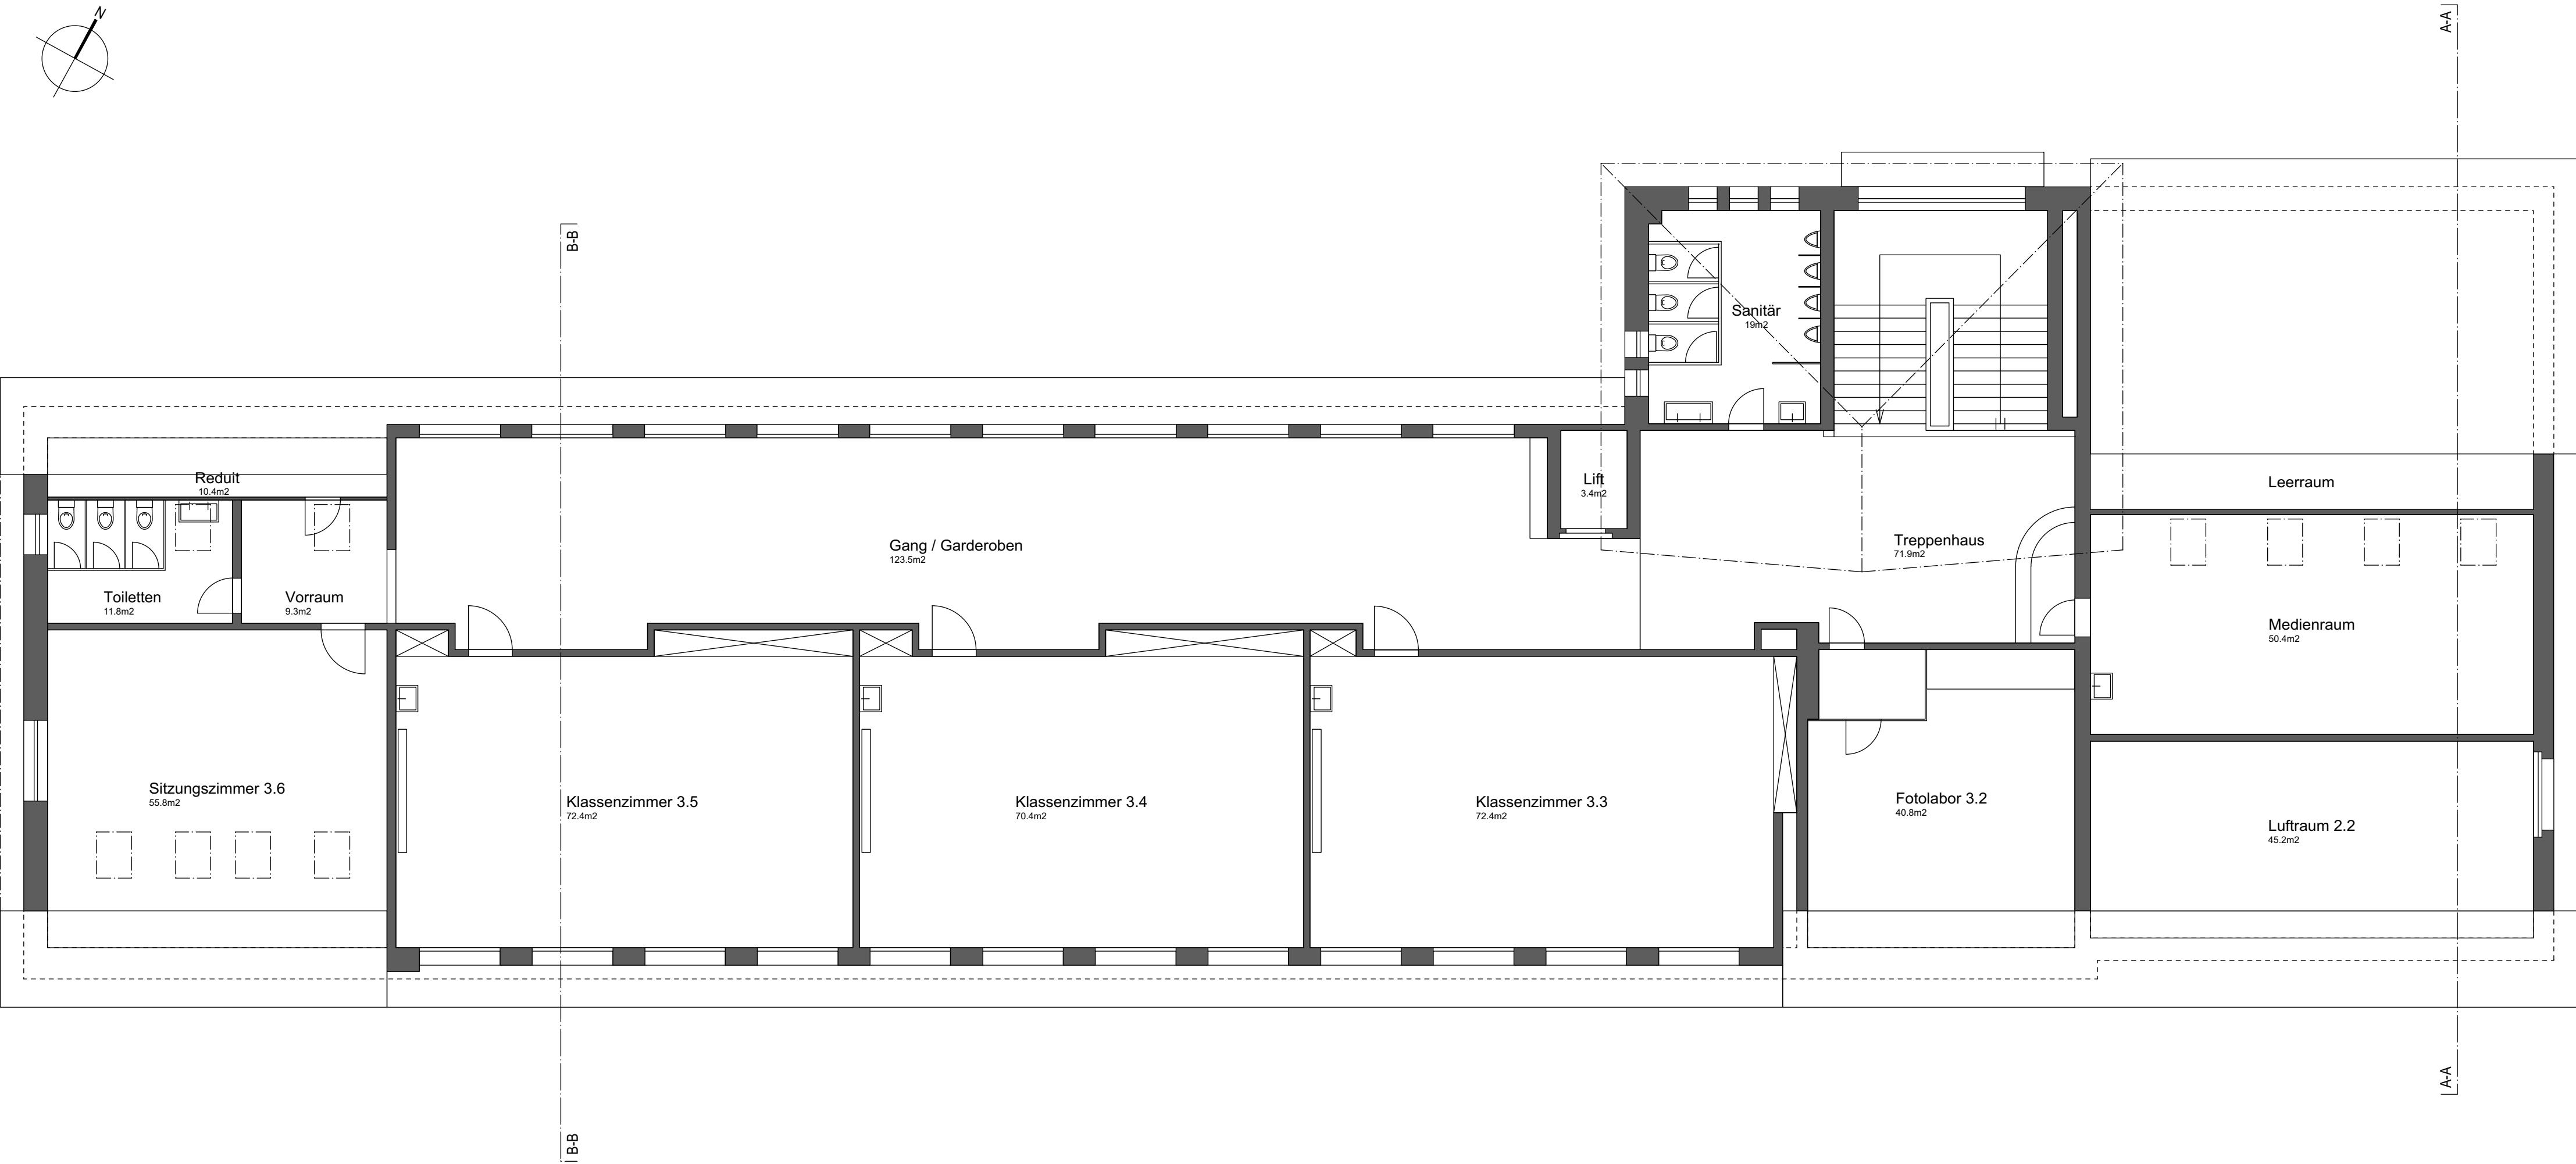 N
A-A
B-B
Sanitär
19m2
Reduit
10.4m2
Lift
3.4m2
Leerraum
Gang / Garderoben
123.5m2
Treppenhaus
71.9m2
Toiletten
11.8m2
Vorraum
9.3m2
Medienraum
50.4m2
Sitzungszimmer 3.6
55.8m2
Klassenzimmer 3.5
72.4m2
Klassenzimmer 3.4
70.4m2
Klassenzimmer 3.3
72.4m2
Fotolabor 3.2
40.8m2
Luftraum 2.2
45.2m2
A-A
B-B